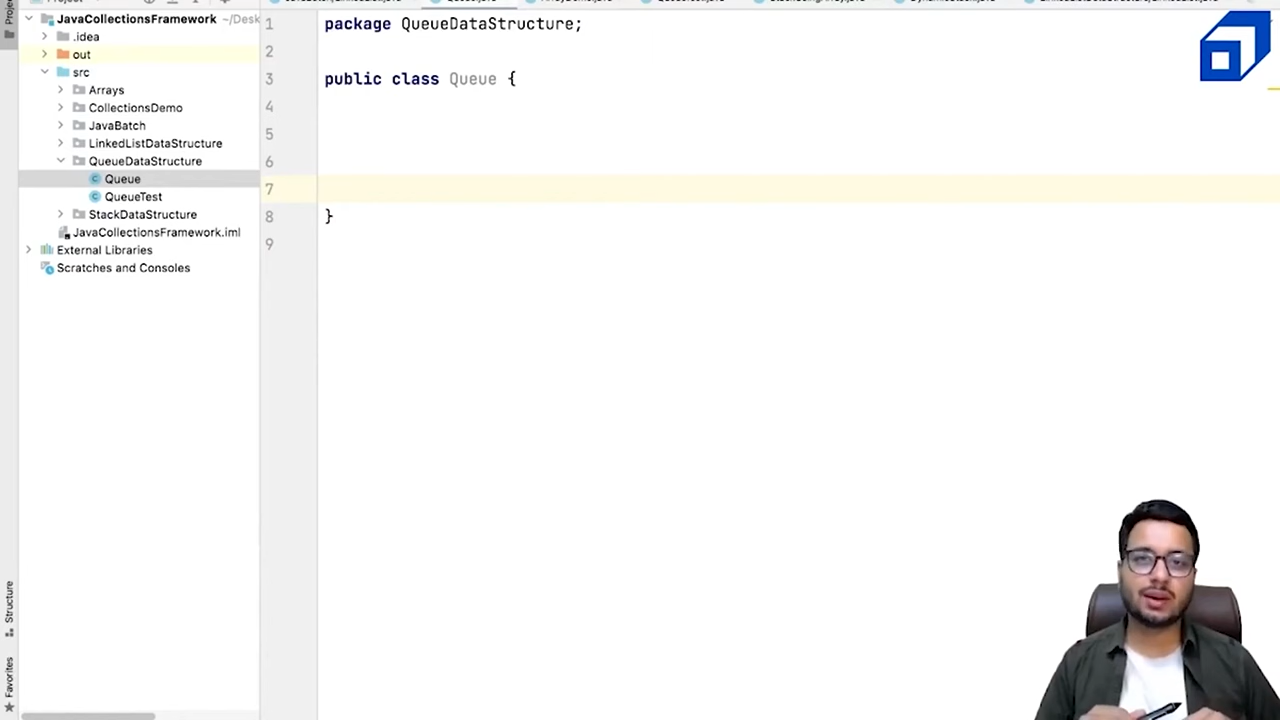 JavaCollectionsFramework ~/Desk
.idea
out
src
Arrays
CollectionsDemo
JavaBatch
LinkedListDataStructure
QueueDataStructure
Queue
QueueTest
StackDataStructure
JavaCollectionsFramework.iml
External Libraries
Scratches and Consoles
Structure
Favorites
1 package QueueDataStructure;
2
3 public class Queue {
4
5
6
7
8 }
9